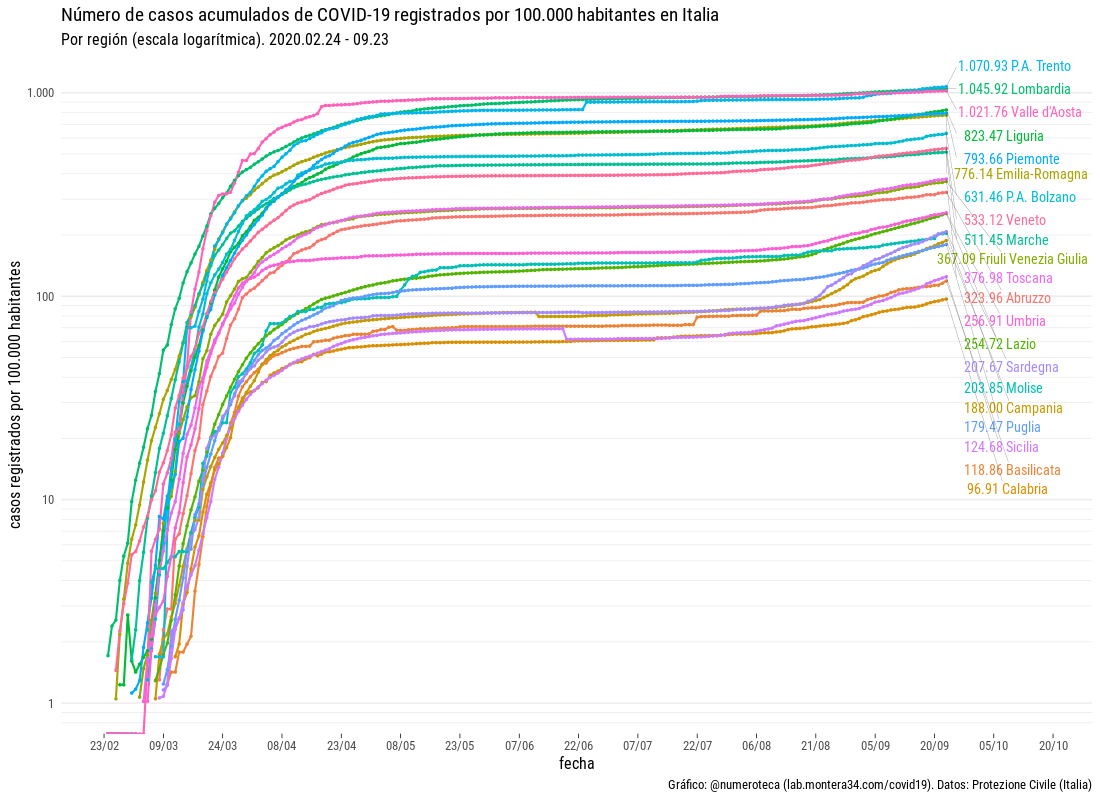 Número de casos acumulados de COVID-19 registrados por 100.000 habitantes en Italia
Por región (escala logarítmica). 2020.02.24 - 09.23
casos registrados por 100.000 habitantes
1.000
100
10
1
1.070.93 P.A. Trento
1.045.92 Lombardia
1.021.76 Valle d'Aosta
823.47 Liguria
793.66 Piemonte
776.14 Emilia-Romagna
631.46 P.A. Bolzano
533.12 Veneto
511.45 Marche
367.09 Friuli Venezia Giulia
376.98 Toscana
323.96 Abruzzo
256.91 Umbria
254.72 Lazio
207.67 Sardegna
203.85 Molise
188.00 Campania
179.47 Puglia
124.68 Sicilia
118.86 Basilicata
96.91 Calabria
23/02 09/03 24/03 08/04 23/04 08/05 23/05 07/06 22/06 07/07 22/07 06/08 21/08 05/09 20/09 05/10 20/10
fecha
Gráfico: @numeroteca (lab.montera34.com/covid19). Datos: Protezione Civile (Italia)